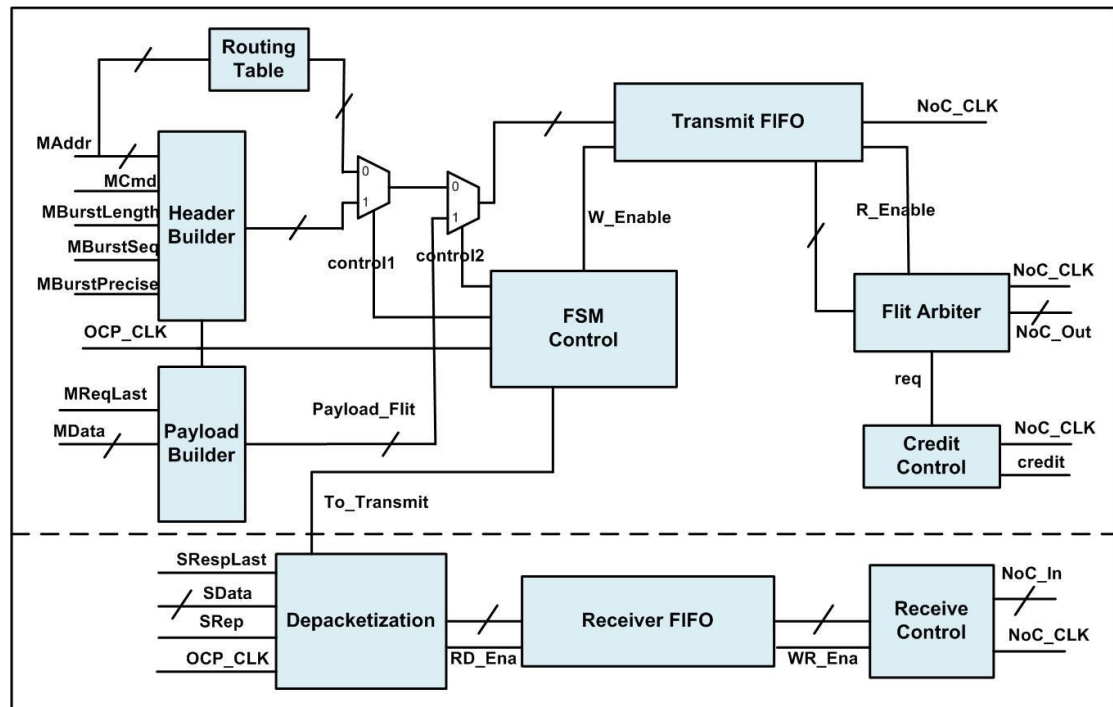 Routing
Table
MAddr
MCmd
MBurstLength
MBurstSeq
MBurstPrecise
Header
Builder
0
1
control1
0
1
control2
Transmit FIFO
NoC_CLK
W_Enable
R_Enable
OCP_CLK
FSM
Control
Flit Arbiter
NoC_CLK
NoC_Out
req
MReqLast
MData
Payload
Builder
Payload_Flit
Credit
Control
NoC_CLK
credit
To_Transmit
SRespLast
SData
SRep
OCP_CLK
Depacketization
RD_Ena
Receiver FIFO
WR_Ena
Receive
Control
NoC_In
NoC_CLK